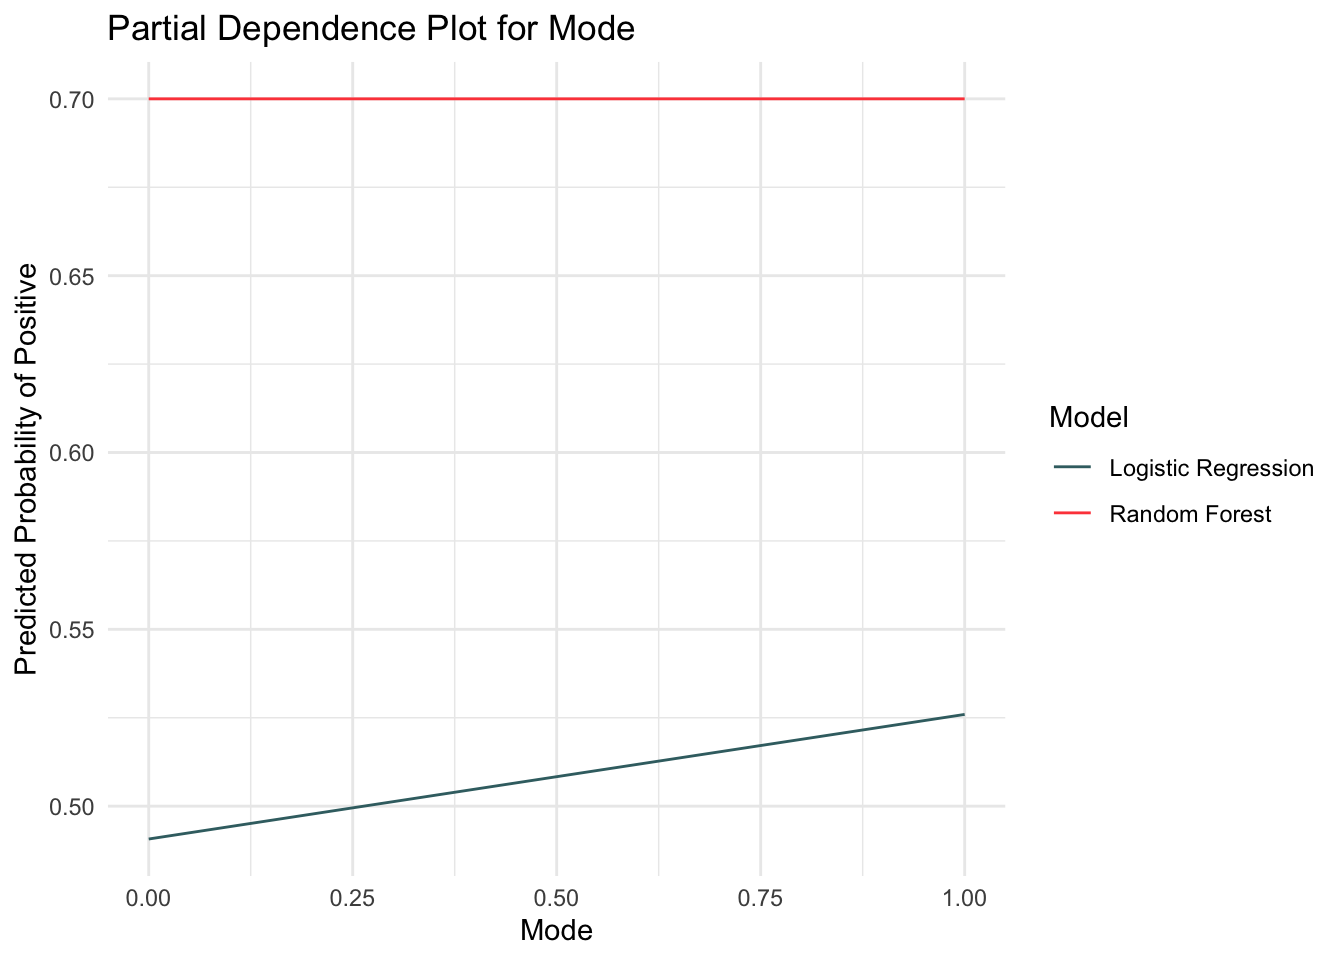 Partial Dependence Plot for Mode
Predicted Probability of Positive
0.70
0.65
0.60
0.55
0.50
0.00 0.25 0.50 0.75 1.00
Mode
Model
Logistic Regression
Random Forest